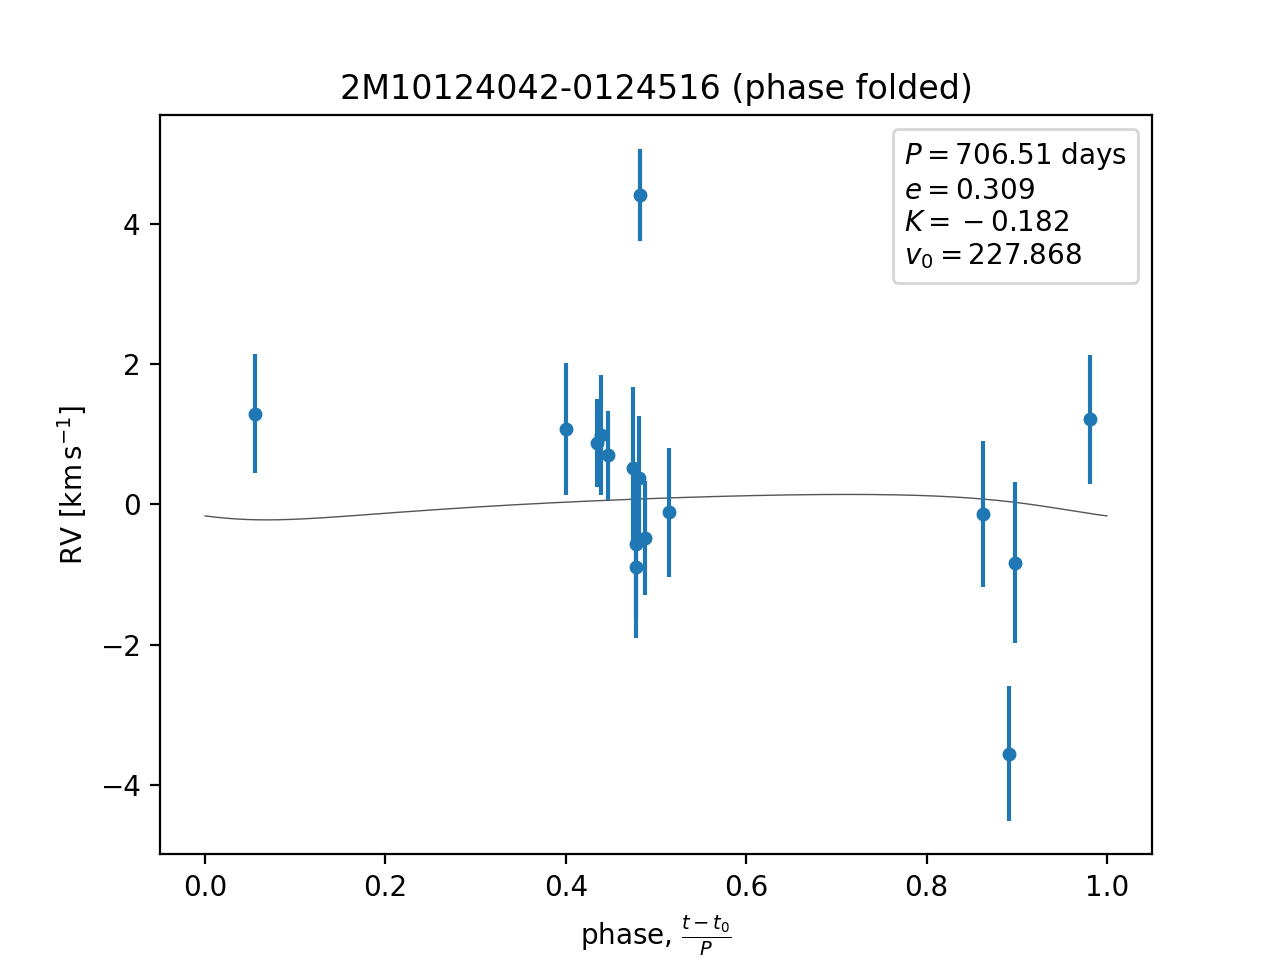 2M10124042-0124516 (phase folded)
P = 706.51 days
e = 0.309
K = −0.182
v₀ = 227.868
RV [km s⁻¹]
4
2
0
−2
−4
0.0 0.2 0.4 0.6 0.8 1.0
phase, (t − t₀)/P